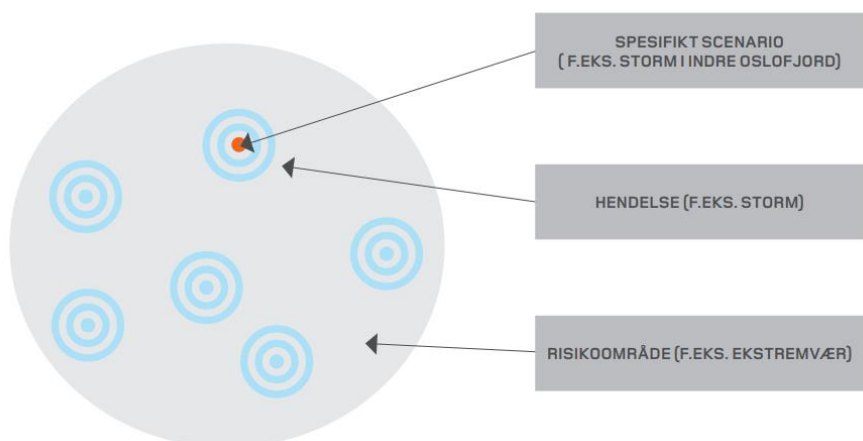 SPESIFIKT SCENARIO
( F.EKS. STORM I INDRE OSLOFJORD)
HENDELSE (F.EKS. STORM)
RISIKOOMRÅDE (F.EKS. EKSTREMVÆR)